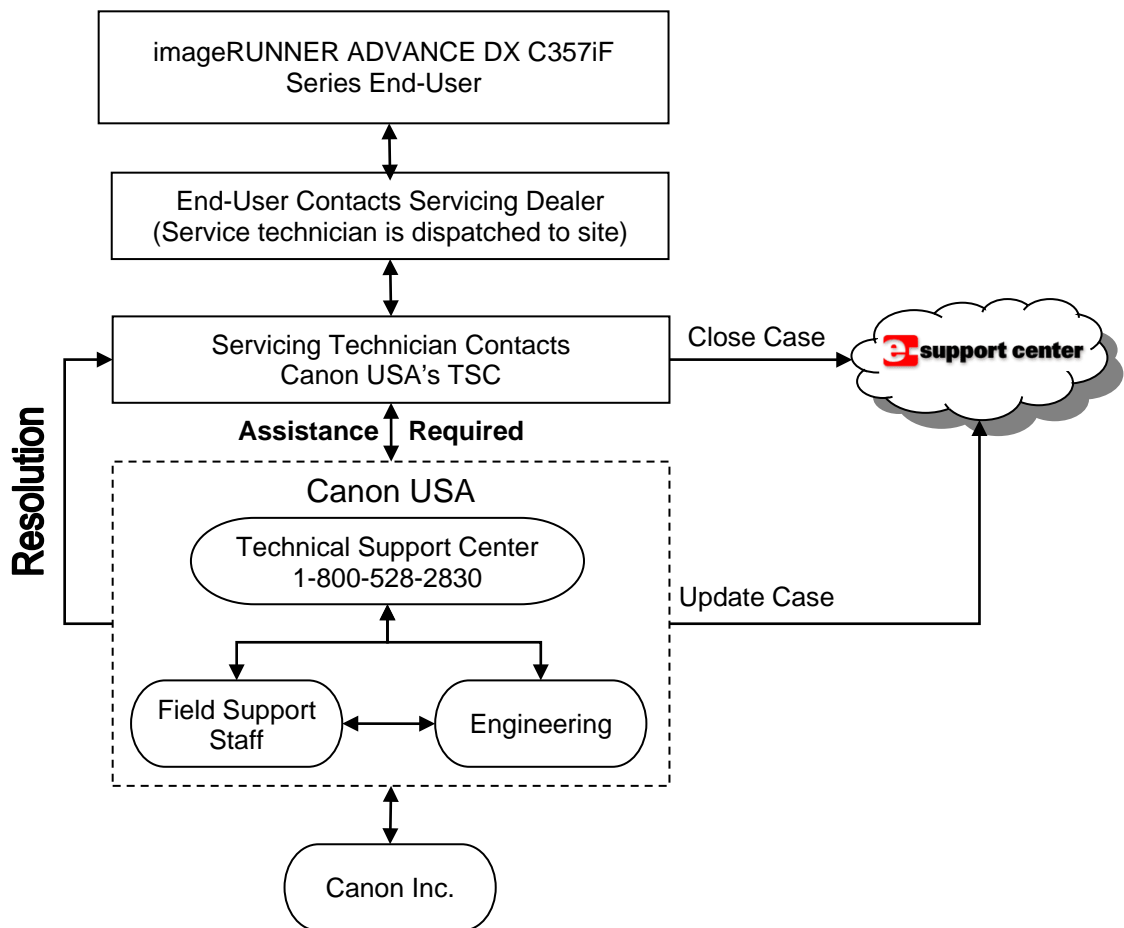 imageRUNNER ADVANCE DX C357iF
Series End-User
End-User Contacts Servicing Dealer
(Service technician is dispatched to site)
Servicing Technician Contacts
Canon USA's TSC
Close Case
e-support center
Assistance Required
Resolution
Canon USA
Technical Support Center
1-800-528-2830
Update Case
Field Support
Staff
Engineering
Canon Inc.